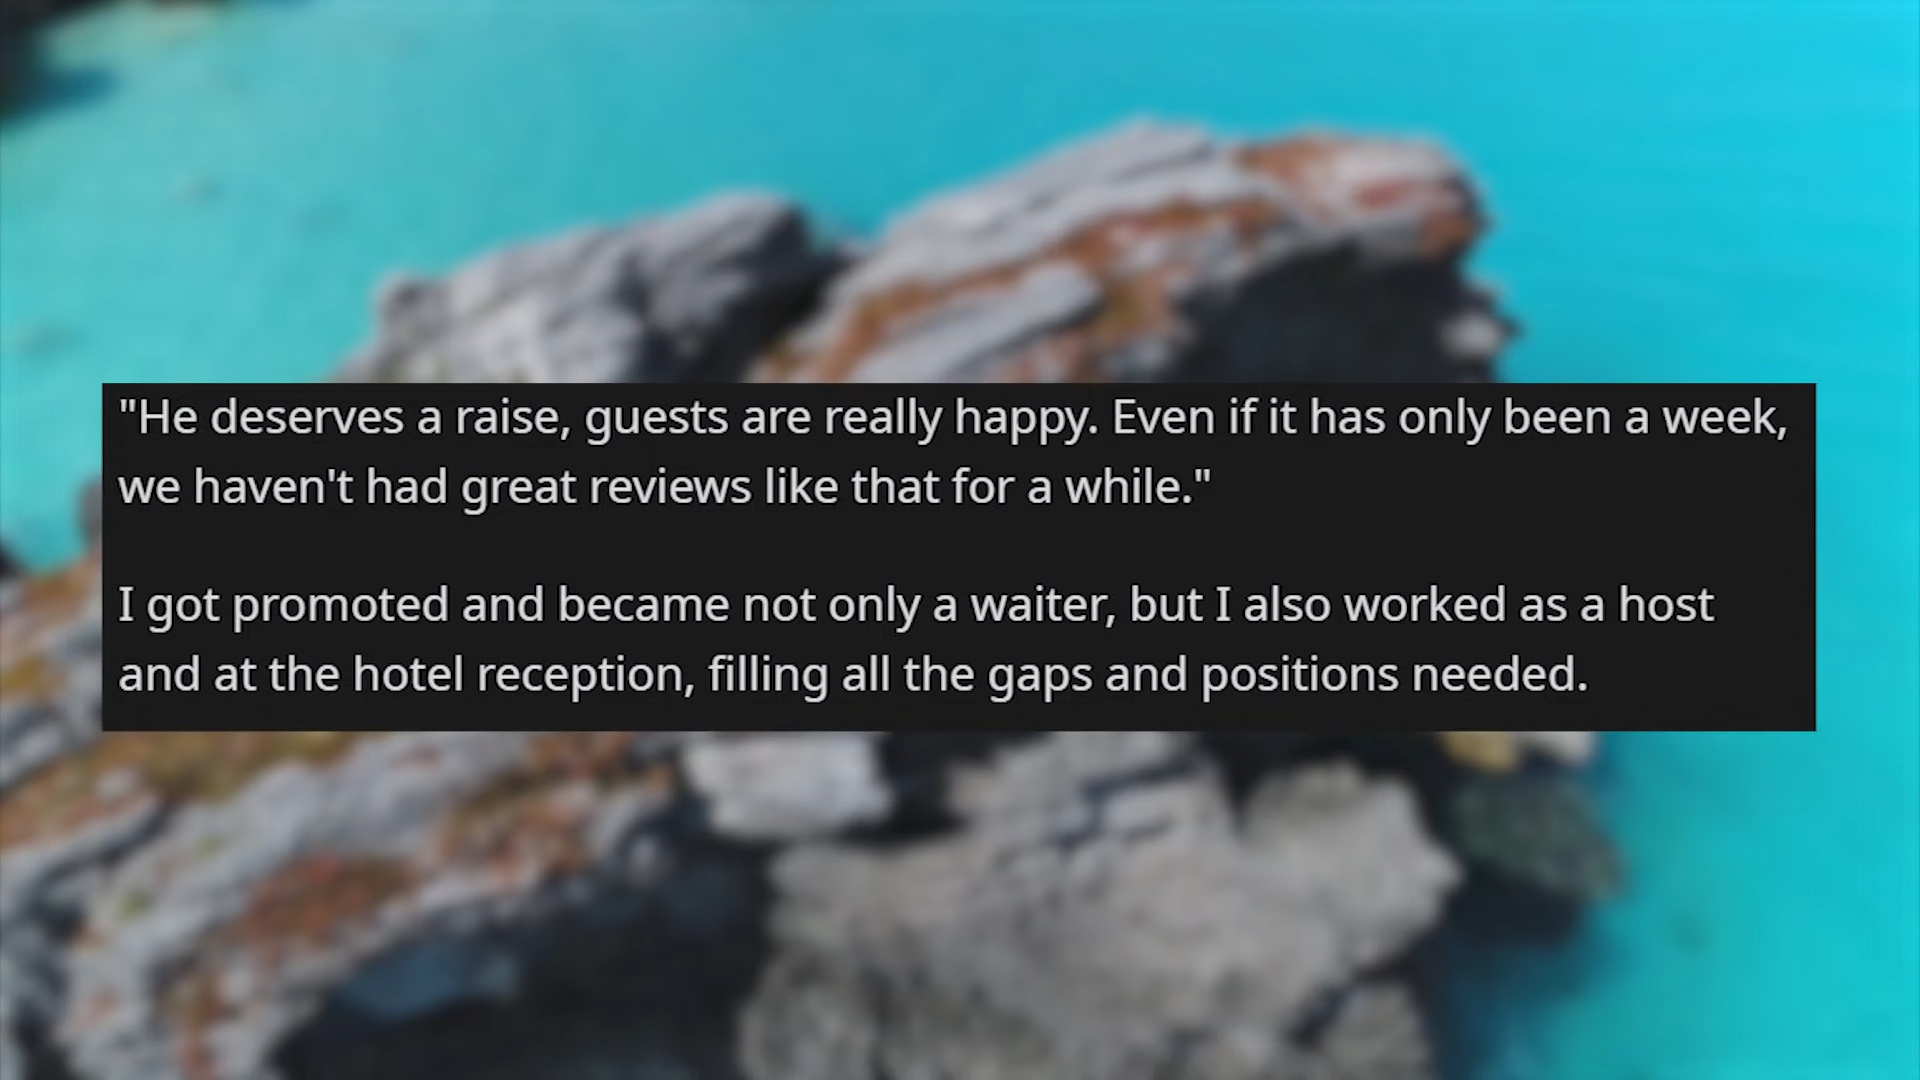 "He deserves a raise, guests are really happy. Even if it has only been a week,
we haven't had great reviews like that for a while."
I got promoted and became not only a waiter, but I also worked as a host
and at the hotel reception, filling all the gaps and positions needed.